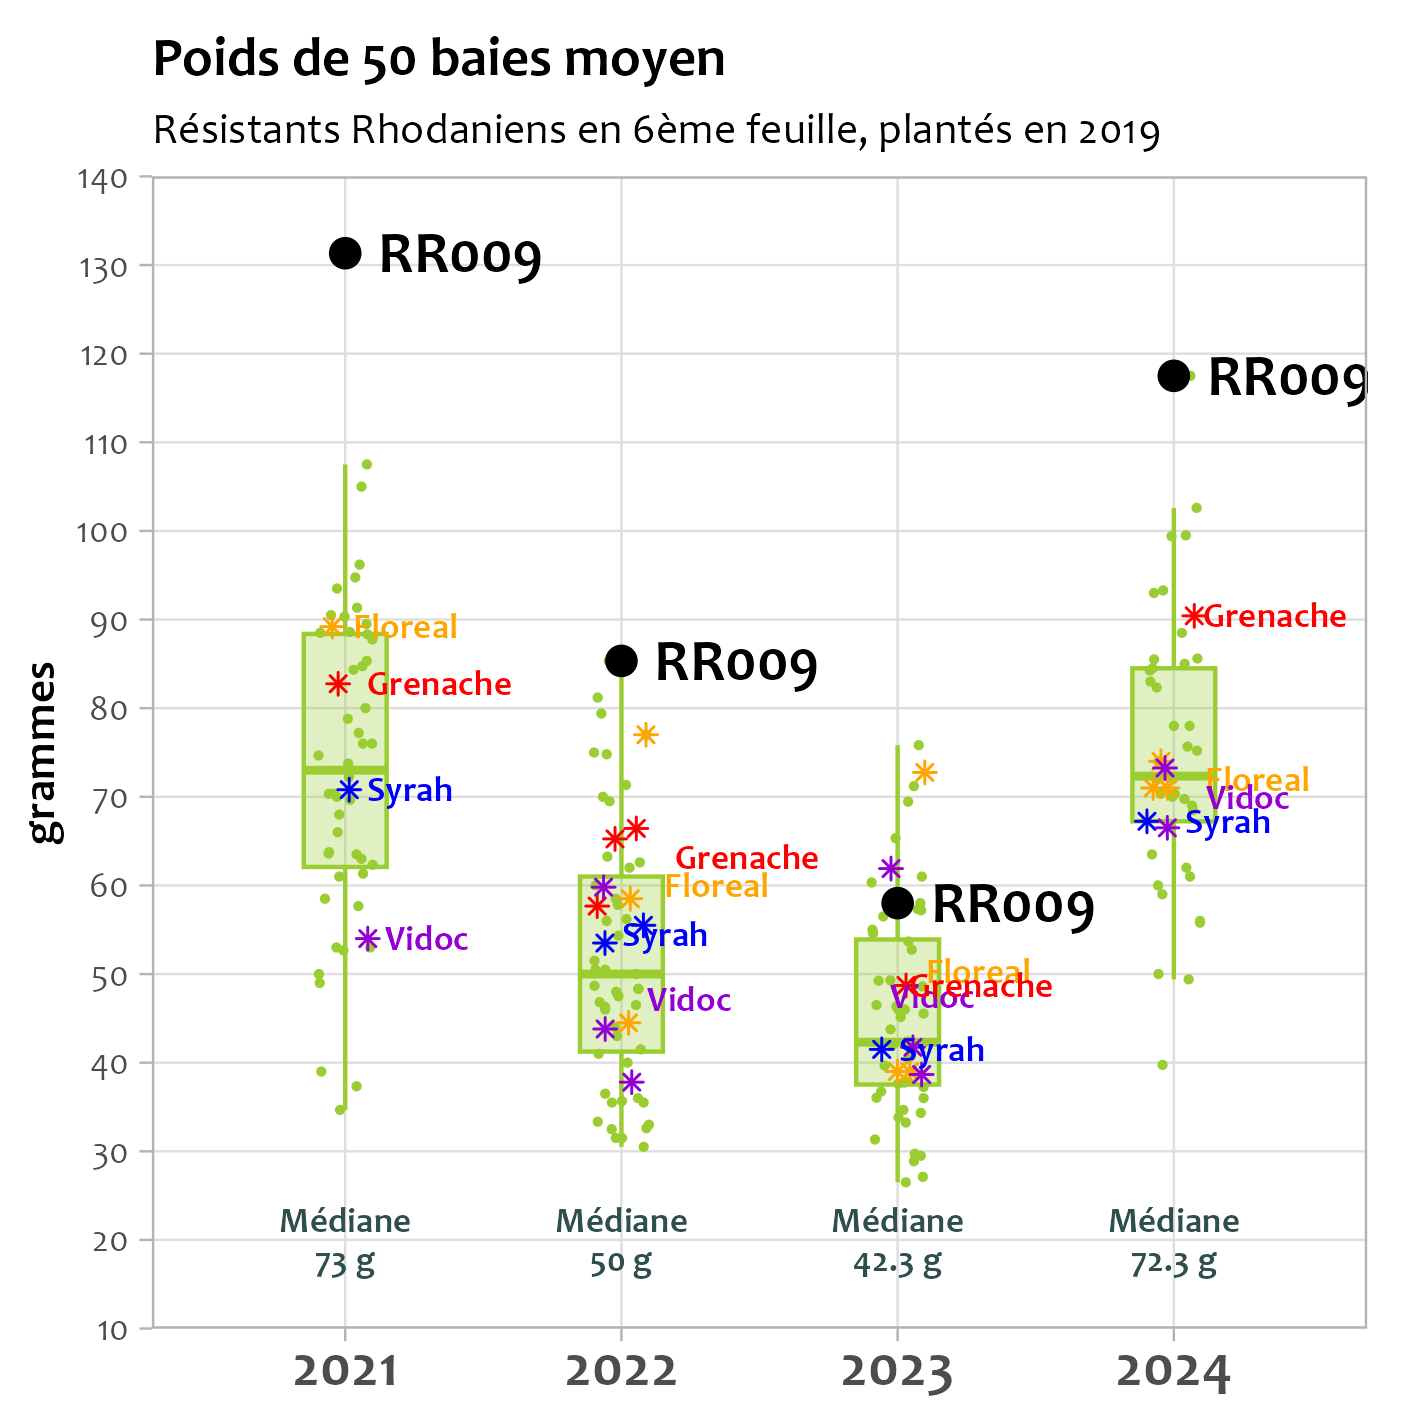 Poids de 50 baies moyen
Résistants Rhodaniens en 6ème feuille, plantés en 2019
grammes
140
130
120
110
100
90
80
70
60
50
40
30
20
10
RR009
Floreal
Grenache
Syrah
Vidoc
Médiane
73 g
RR009
Grenache
Floreal
Syrah
Vidoc
Médiane
50 g
RR009
Floreal
Grenache
Vidoc
Syrah
Médiane
42.3 g
RR009
Grenache
Floreal
Vidoc
Syrah
Médiane
72.3 g
2021
2022
2023
2024